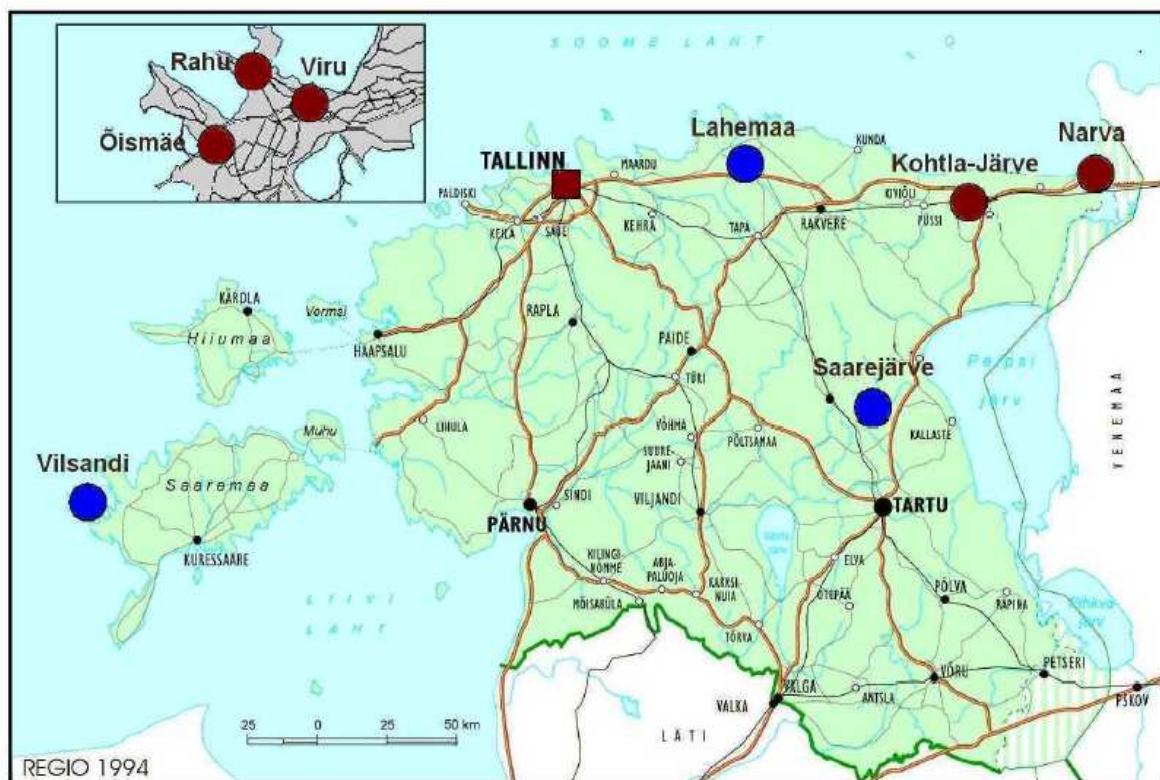 SOOME LAHT
Rahu
Viru
Õismäe
Lahemaa
Narva
Kohtla-Järve
TALLINN
MAARDU
KUNDA
PALDISKI
KEILA
SAUE
KEHRA
TAPA
RAKVERE
KIVIÕLI
PÜSSI
KÄRDLA
Hiiumaa
Vormsi
HAAPSALU
RAPLA
PAIDE
TÜRI
Saarejärve
Peipsi
järv
VENEMAA
KALLASTE
LIHULA
VÕHMA
SUURE-
JAANI
PÕLTSAMAA
Muhu
Vilsandi
Saaremaa
KURESSAARE
PÄRNU
SINDI
VILJANDI
TARTU
KILINGI
NÕMME
ABJA-
PALUOJA
KARKSI-
NUIA
MÕISAKÜLA
TÕRVA
ELVA
OTEPÄÄ
PÕLVA
RÄPINA
LIIVI
LAHT
VÕRU
PETSERI
ANTSLA
VALGA
VALKA
PSKOV
LÄTI
25 0 25 50 km
REGIO 1994